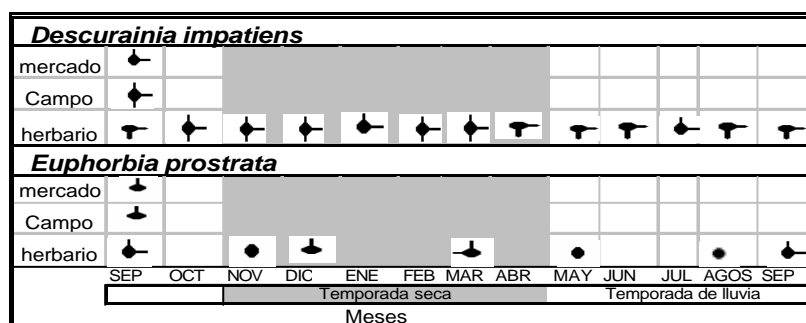 Descurainia impatiens
mercado
Campo
herbario
Euphorbia prostrata
mercado
Campo
herbario
SEP OCT NOV DIC ENE FEB MAR ABR MAY JUN JUL AGOS SEP
Temporada seca Temporada de lluvia
Meses